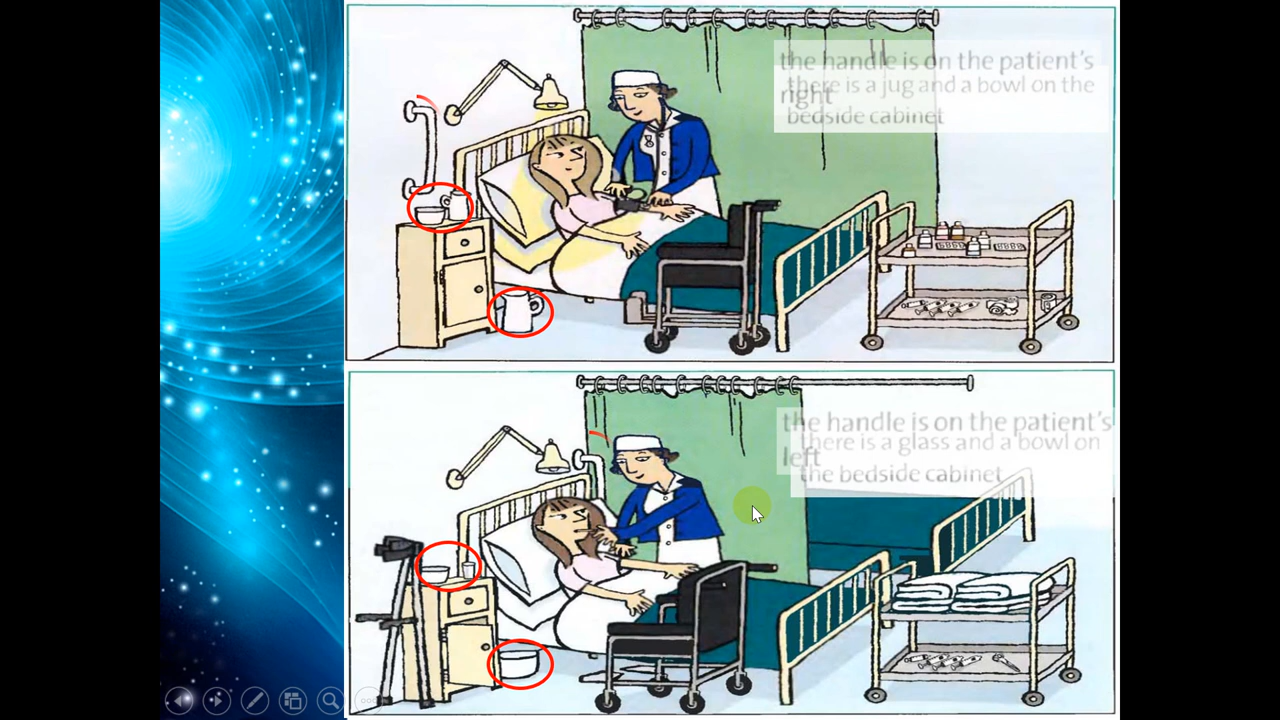 the handle is on the patient's
there is a jug and a bowl on the
right
bedside cabinet
the handle is on the patient's
there is a glass and a bowl on
left
the bedside cabinet